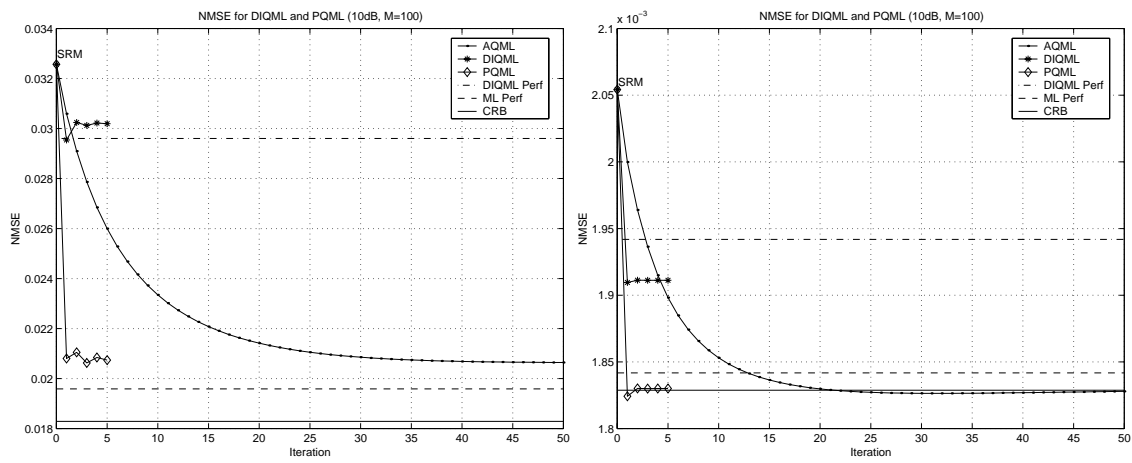 NMSE for DIQML and PQML (10dB, M=100)
0.034
0.032
0.03
0.028
0.026
0.024
0.022
0.02
0.018
NMSE
SRM
AQML
DIQML
PQML
DIQML Perf
ML Perf
CRB
0 5 10 15 20 25 30 35 40 45 50
Iteration
x 10⁻³
NMSE for DIQML and PQML (10dB, M=100)
2.1
2.05
2
1.95
1.9
1.85
1.8
NMSE
SRM
AQML
DIQML
PQML
DIQML Perf
ML Perf
CRB
0 5 10 15 20 25 30 35 40 45 50
Iteration